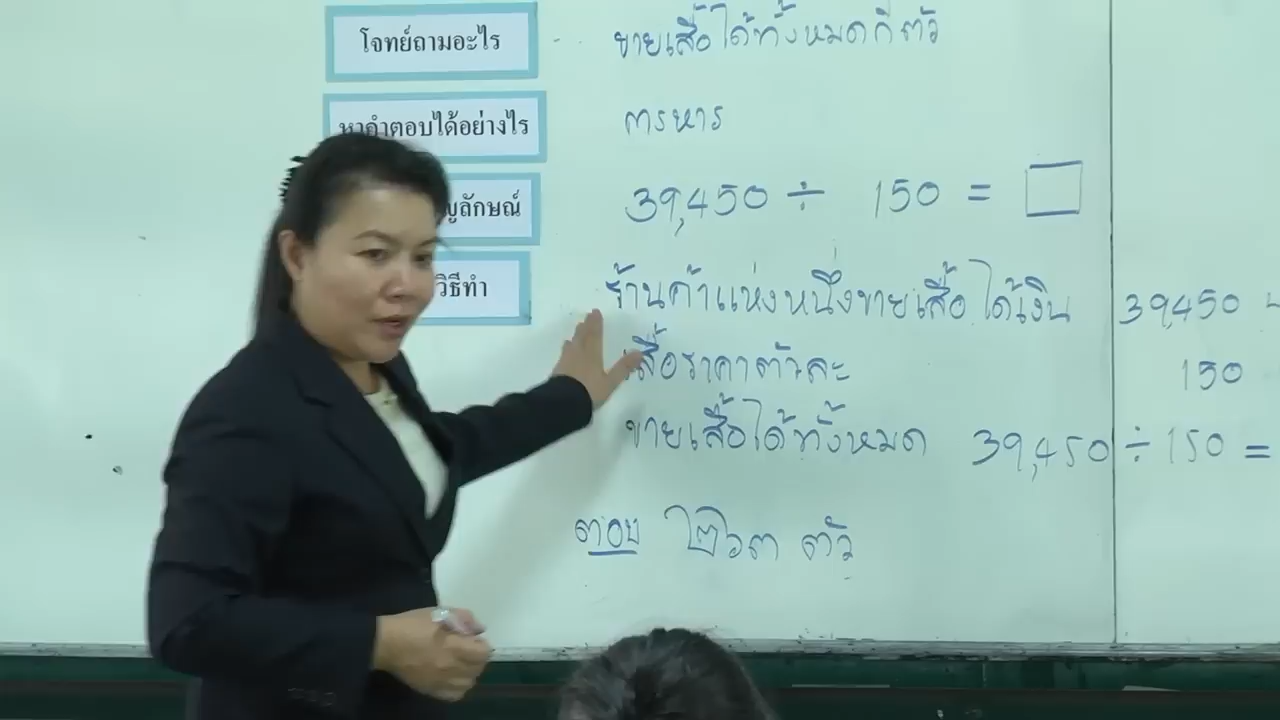 โจทย์ถามอะไร ขายเสื้อได้ทั้งหมดกี่ตัว
หาคำตอบได้อย่างไร การหาร
ญลักษณ์ 39,450 ÷ 150 = □
วิธีทำ ร้านค้าแห่งหนึ่งขายเสื้อได้เงิน 39,450
เสื้อราคาตัวละ 150
ขายเสื้อได้ทั้งหมด 39,450 ÷ 150 =
ตอบ ๒๖๓ ตัว